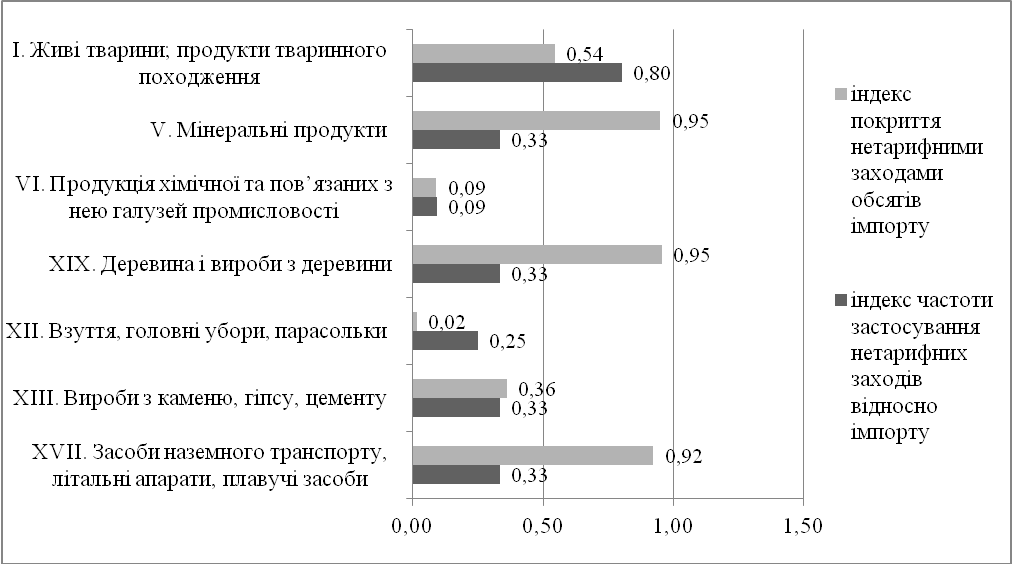 І. Живі тварини; продукти тваринного
походження
0,54
0,80
V. Мінеральні продукти
0,95
0,33
VI. Продукція хімічної та пов’язаних з
нею галузей промисловості
0,09
0,09
XIX. Деревина і вироби з деревини
0,95
0,33
XII. Взуття, головні убори, парасольки
0,02
0,25
XIII. Вироби з каменю, гіпсу, цементу
0,36
0,33
XVII. Засоби наземного транспорту,
літальні апарати, плавучі засоби
0,92
0,33
0,00
0,50
1,00
1,50
індекс
покриття
нетарифними
заходами
обсягів
імпорту
індекс частоти
застосування
нетарифних
заходів
відносно
імпорту